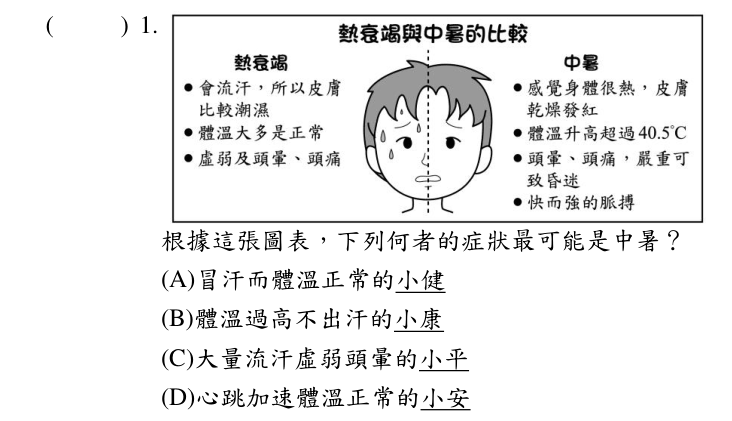 ( ) 1.
熱衰竭與中暑的比較
熱衰竭
●會流汗，所以皮膚
比較潮濕
●體溫大多是正常
●虛弱及頭暈、頭痛
中暑
●感覺身體很熱，皮膚
乾燥發紅
●體溫升高超過40.5℃
●頭暈、頭痛，嚴重可
致昏迷
●快而強的脈搏
根據這張圖表，下列何者的症狀最可能是中暑？
(A)冒汗而體溫正常的小健
(B)體溫過高不出汗的小康
(C)大量流汗虛弱頭暈的小平
(D)心跳加速體溫正常的小安